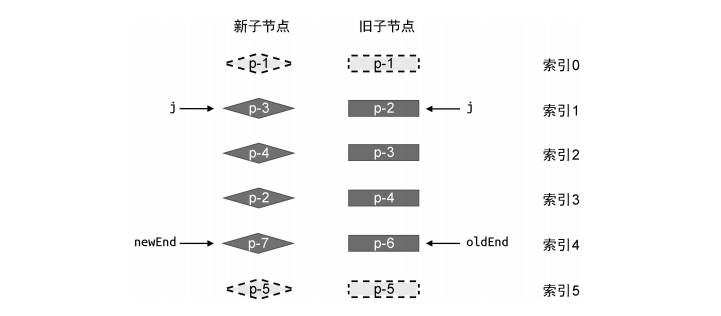 新子节点 旧子节点
p-1 p-1 索引0
j p-3 p-2 j 索引1
p-4 p-3 索引2
p-2 p-4 索引3
newEnd p-7 p-6 oldEnd 索引4
p-5 p-5 索引5